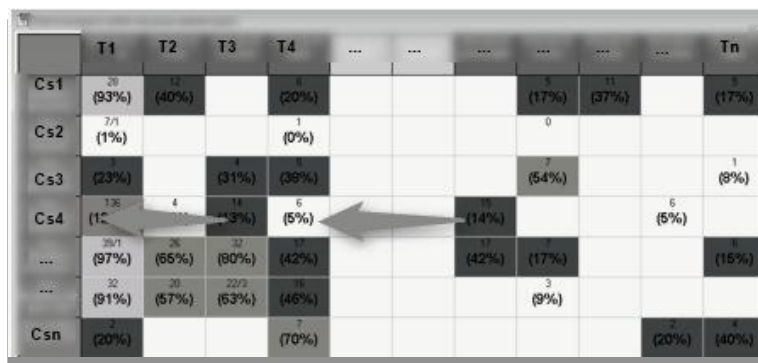 T1 T2 T3 T4 ... ... ... ... ... ... Tn
Cs1 28 12 6 5 11 5
(93%) (40%) (20%) (17%) (37%) (17%)
Cs2 7/1 1 0
(1%) (0%)
Cs3 3 4 5 7 1
(23%) (31%) (38%) (54%) (8%)
Cs4 136 4 14 6 15 6
(13%) (5%) (14%) (5%)
... 39/1 26 32 17 17 7 6
(97%) (65%) (80%) (42%) (42%) (17%) (15%)
... 32 20 22/3 16 3
(91%) (57%) (63%) (46%) (9%)
Csn 2 7 2 4
(20%) (70%) (20%) (40%)